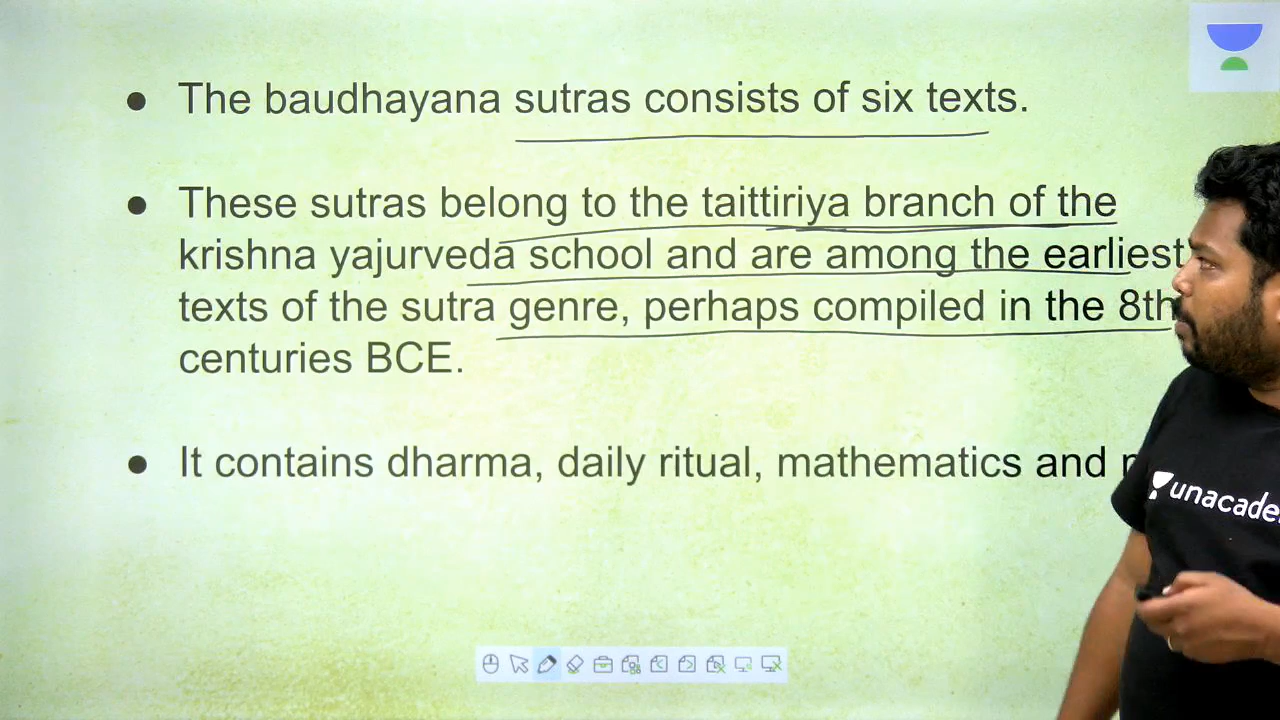 ● The baudhayana sutras consists of six texts.
● These sutras belong to the taittiriya branch of the
krishna yajurveda school and are among the earliest
texts of the sutra genre, perhaps compiled in the 8th
centuries BCE.
● It contains dharma, daily ritual, mathematics and
unacade